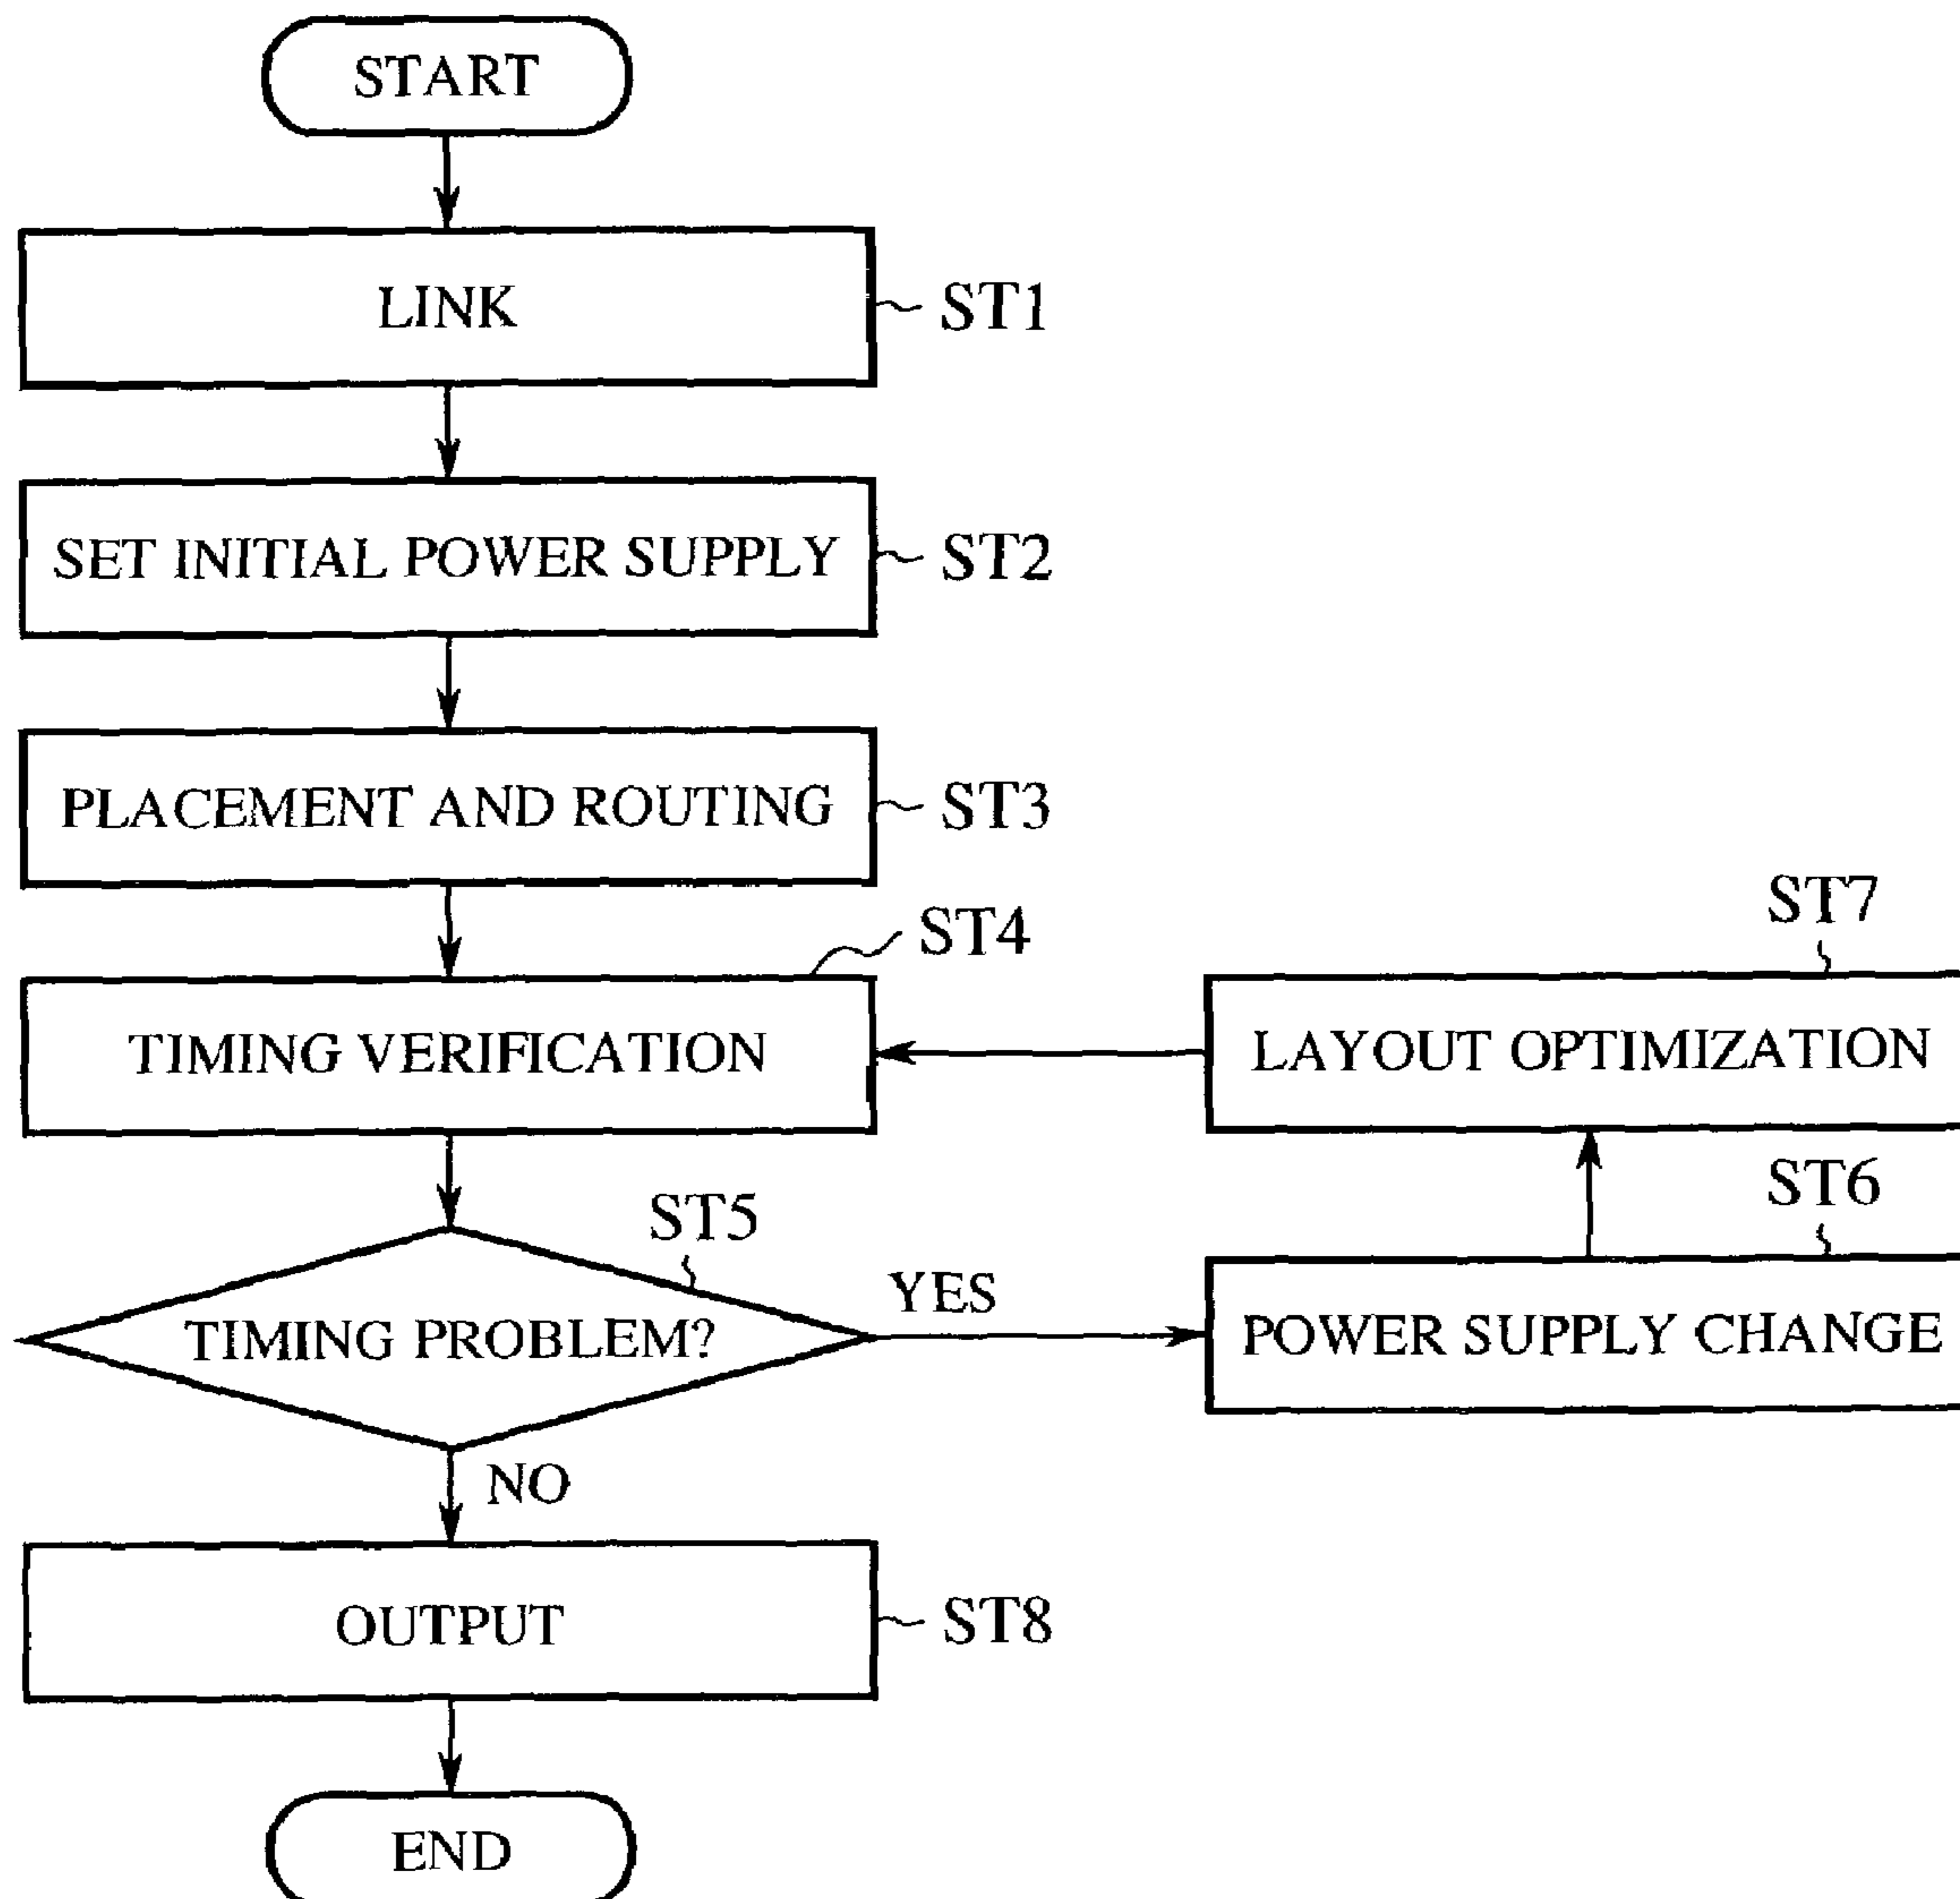 START
LINK
ST1
SET INITIAL POWER SUPPLY
ST2
PLACEMENT AND ROUTING
ST3
ST4
TIMING VERIFICATION
ST7
LAYOUT OPTIMIZATION
ST5
TIMING PROBLEM?
YES
ST6
POWER SUPPLY CHANGE
NO
OUTPUT
ST8
END